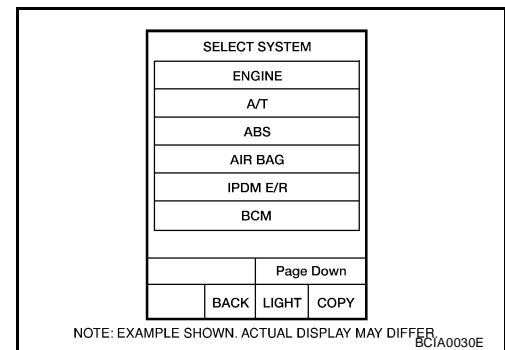 SELECT SYSTEM
ENGINE
A/T
ABS
AIR BAG
IPDM E/R
BCM
Page Down
BACK LIGHT COPY
NOTE: EXAMPLE SHOWN. ACTUAL DISPLAY MAY DIFFER.
BCIA0030E